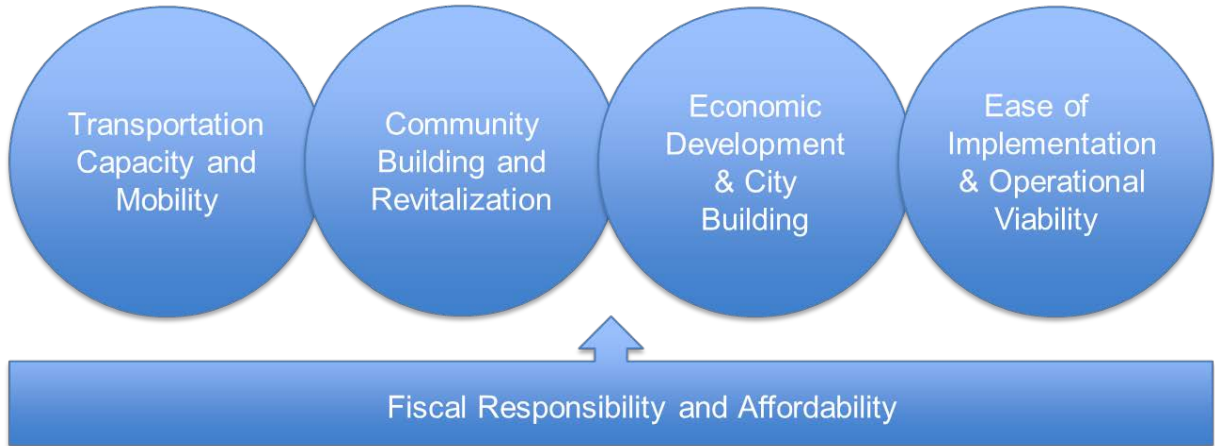 Transportation
Capacity and
Mobility
Community
Building and
Revitalization
Economic
Development
& City
Building
Ease of
Implementation
& Operational
Viability
Fiscal Responsibility and Affordability